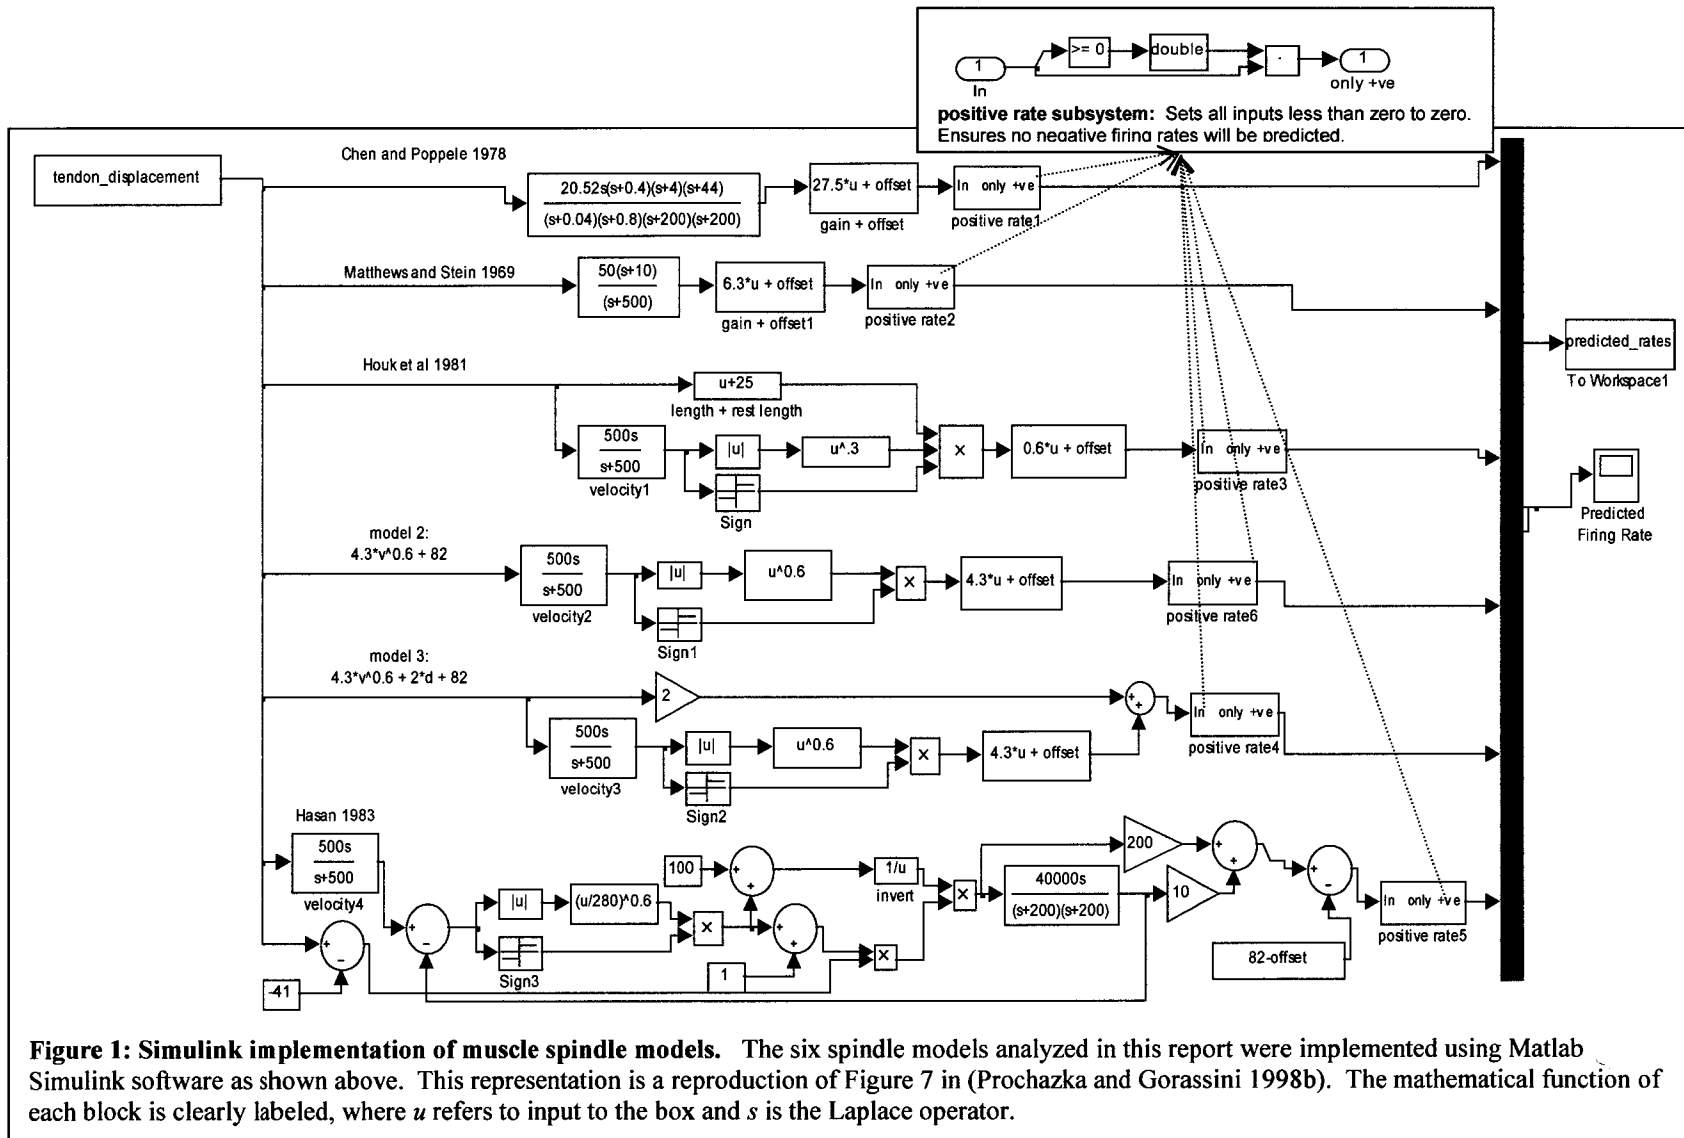 1
In
>= 0
double
.
1
only +ve
positive rate subsystem: Sets all inputs less than zero to zero.
Ensures no negative firing rates will be predicted.
tendon_displacement
Chen and Poppele 1978
20.52s(s+0.4)(s+4)(s+44)
(s+0.04)(s+0.8)(s+200)(s+200)
27.5*u + offset
gain + offset
In only +ve
positive rate1
Matthews and Stein 1969
50(s+10)
(s+500)
6.3*u + offset
gain + offset1
In only +ve
positive rate2
predicted_rates
To Workspace1
Houk et al 1981
u+25
length + rest length
500s
s+500
velocity1
|u|
u^.3
Sign
×
0.6*u + offset
In only +ve
positive rate3
Predicted
Firing Rate
model 2:
4.3*v^0.6 + 82
500s
s+500
velocity2
|u|
u^0.6
Sign1
×
4.3*u + offset
In only +ve
positive rate6
model 3:
4.3*v^0.6 + 2*d + 82
2
500s
s+500
velocity3
|u|
u^0.6
Sign2
×
4.3*u + offset
+
+
In only +ve
positive rate4
Hasan 1983
500s
s+500
velocity4
-41
+
−
+
−
|u|
(u/280)^0.6
Sign3
×
100
+
+
1
+
+
1/u
invert
×
×
40000s
(s+200)(s+200)
200
10
+
+
+
−
82-offset
In only +ve
positive rate5
Figure 1: Simulink implementation of muscle spindle models. The six spindle models analyzed in this report were implemented using Matlab
Simulink software as shown above. This representation is a reproduction of Figure 7 in (Prochazka and Gorassini 1998b). The mathematical function of
each block is clearly labeled, where u refers to input to the box and s is the Laplace operator.